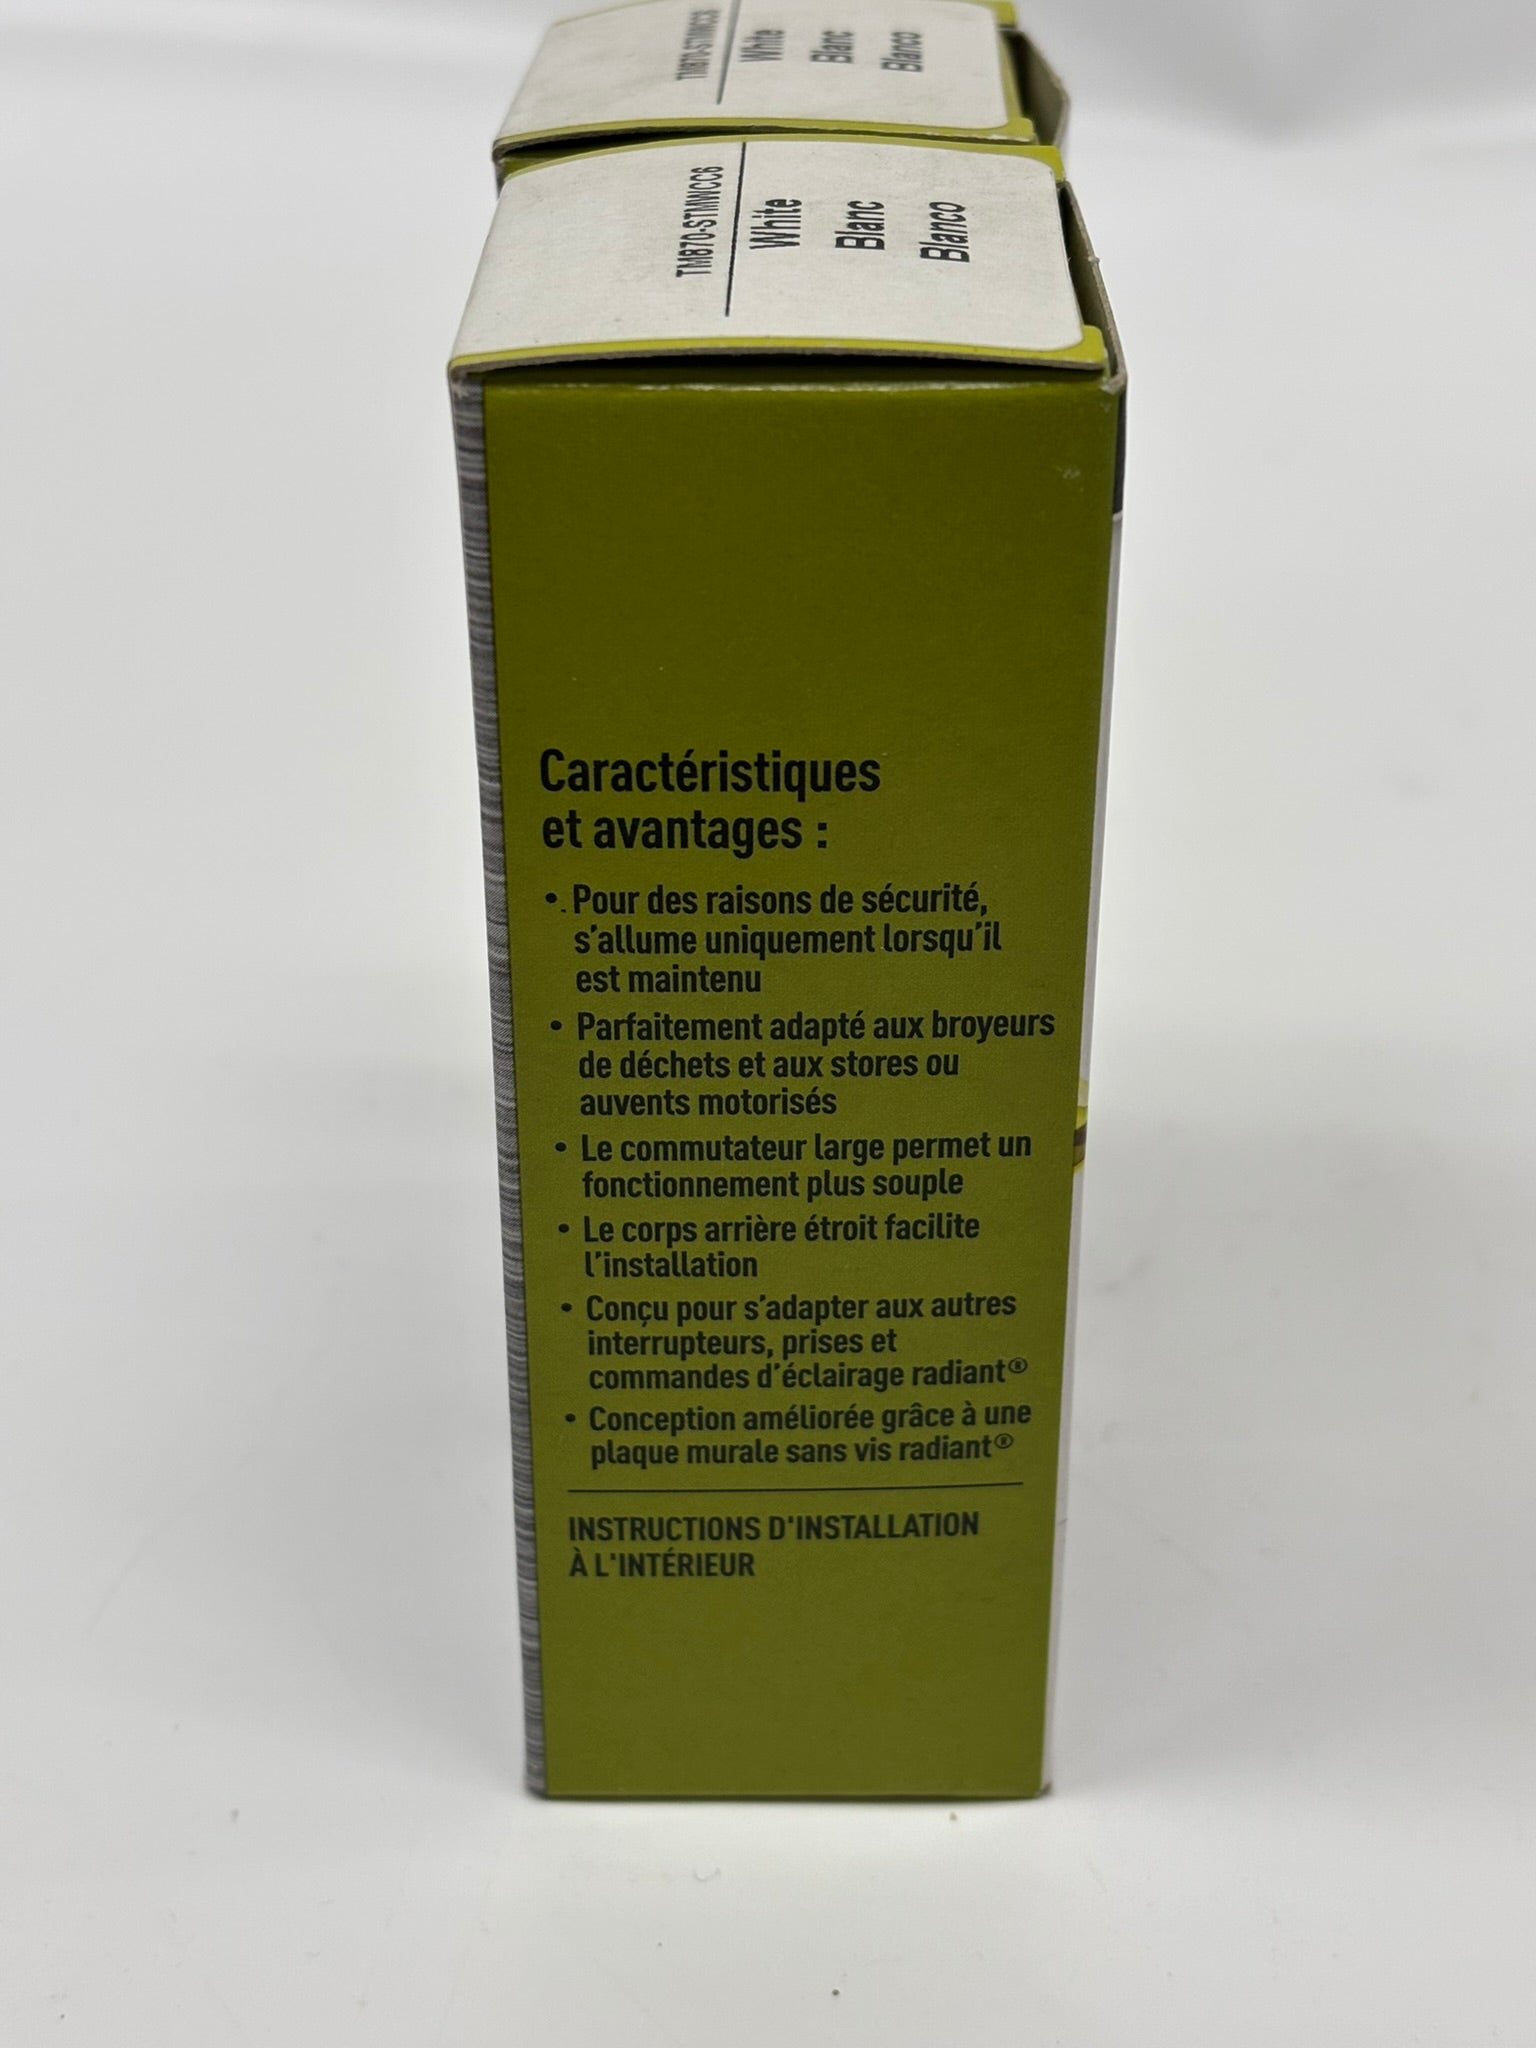 TM870-STMWCC6
White
Blanc
Blanco
TM870-STMWCC6
White
Blanc
Blanco
Caractéristiques
et avantages :
• Pour des raisons de sécurité,
s'allume uniquement lorsqu'il
est maintenu
• Parfaitement adapté aux broyeurs
de déchets et aux stores ou
auvents motorisés
• Le commutateur large permet un
fonctionnement plus souple
• Le corps arrière étroit facilite
l'installation
• Conçu pour s'adapter aux autres
interrupteurs, prises et
commandes d'éclairage radiant®
• Conception améliorée grâce à une
plaque murale sans vis radiant®
INSTRUCTIONS D'INSTALLATION
À L'INTÉRIEUR